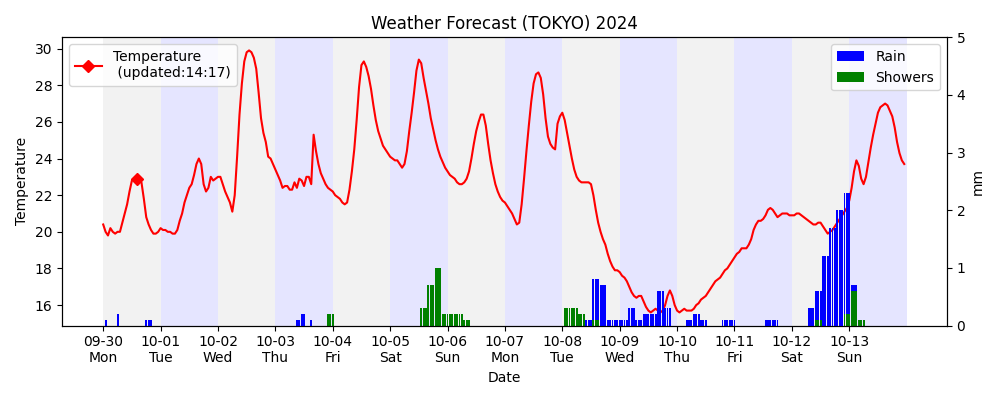 Weather Forecast (TOKYO) 2024
Temperature
(updated:14:17)
Rain
Showers
Temperature
30
28
26
24
22
20
18
16
5
4
3
2
1
0
mm
09-30 10-01 10-02 10-03 10-04 10-05 10-06 10-07 10-08 10-09 10-10 10-11 10-12 10-13
Mon Tue Wed Thu Fri Sat Sun Mon Tue Wed Thu Fri Sat Sun
Date